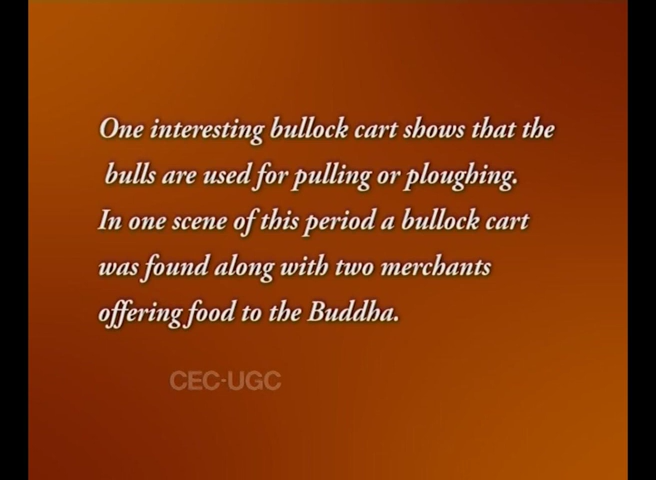 One interesting bullock cart shows that the
bulls are used for pulling or ploughing.
In one scene of this period a bullock cart
was found along with two merchants
offering food to the Buddha.
CEC-UGC